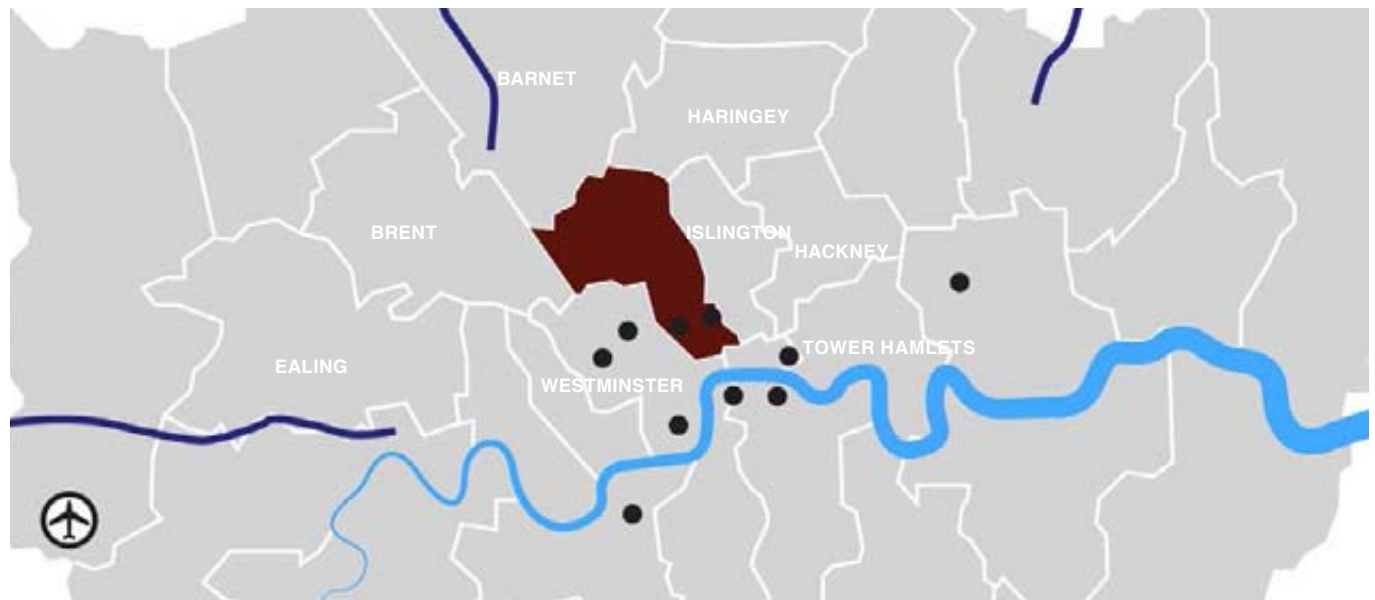 BARNET
HARINGEY
BRENT
ISLINGTON
HACKNEY
TOWER HAMLETS
EALING
WESTMINSTER